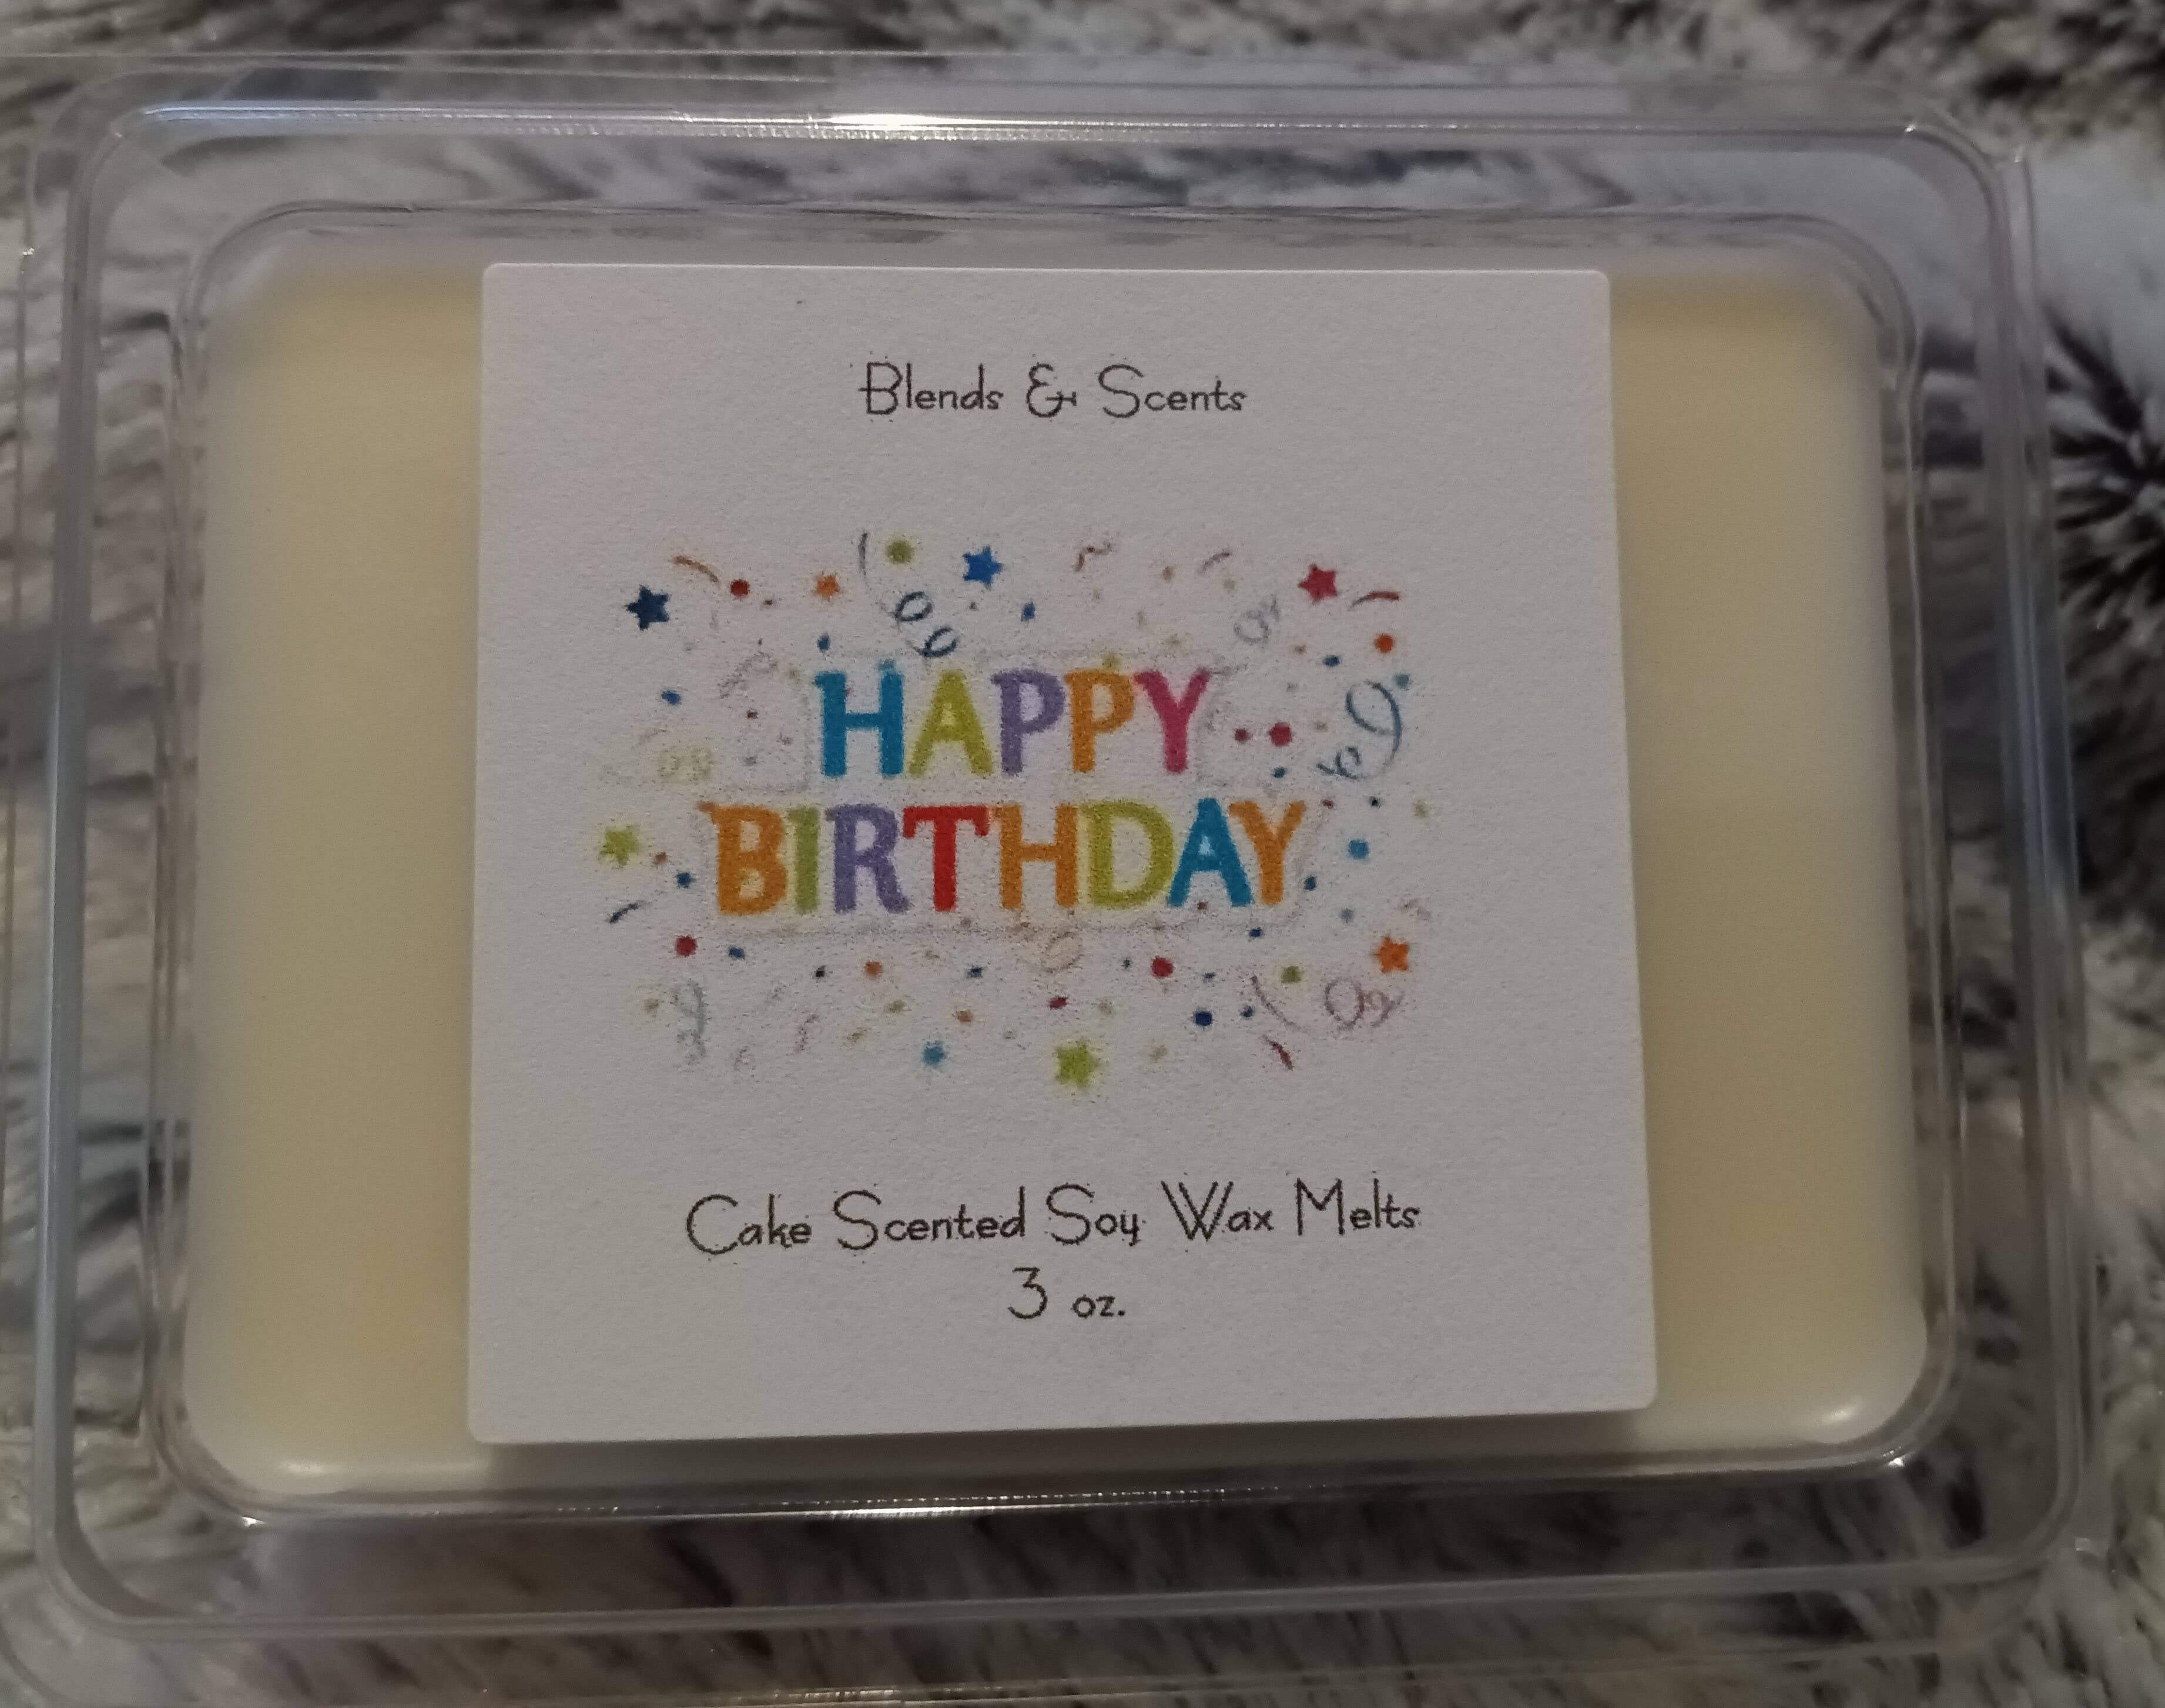 Blends & Scents
HAPPY
BIRTHDAY
Cake Scented Soy Wax Melts
3 oz.